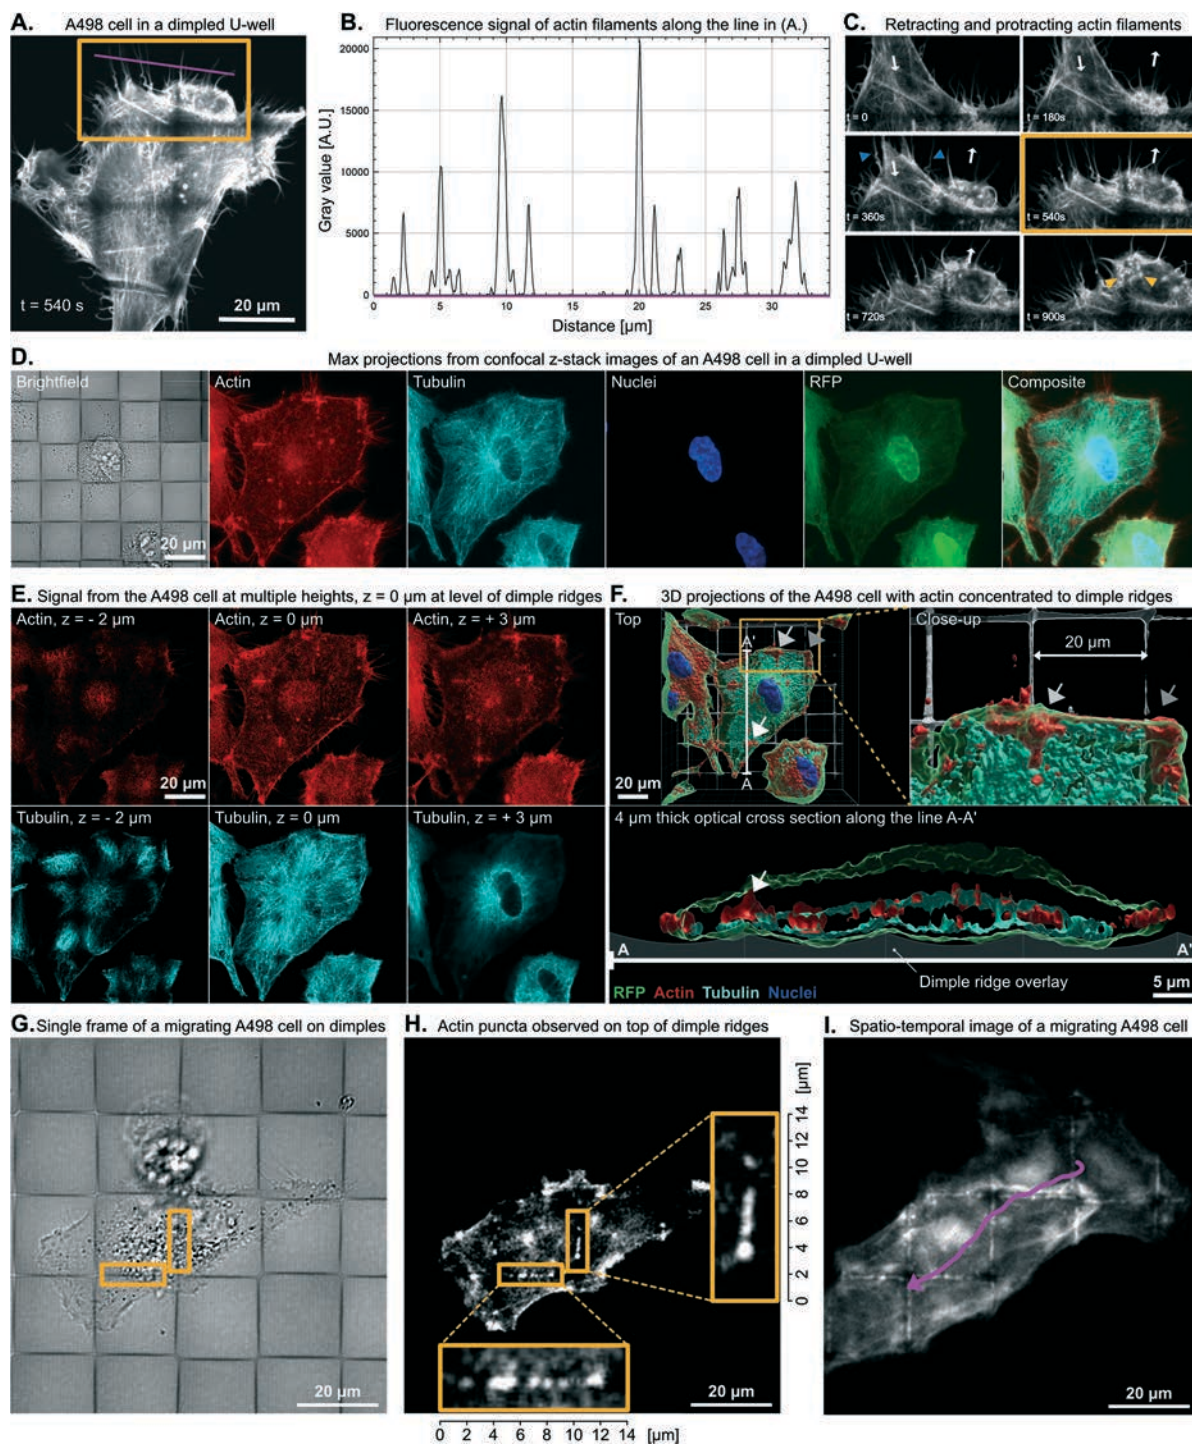 A. A498 cell in a dimpled U-well
t = 540 s
20 µm
B. Fluorescence signal of actin filaments along the line in (A.)
Gray value [A.U.]
20000
15000
10000
5000
0
0 5 10 15 20 25 30
Distance [µm]
C. Retracting and protracting actin filaments
t = 0
t = 180s
t = 360s
t = 540s
t = 720s
t = 900s
D. Max projections from confocal z-stack images of an A498 cell in a dimpled U-well
Brightfield
20 µm
Actin
Tubulin
Nuclei
RFP
Composite
E. Signal from the A498 cell at multiple heights, z = 0 µm at level of dimple ridges
Actin, z = - 2 µm
20 µm
Actin, z = 0 µm
Actin, z = + 3 µm
Tubulin, z = - 2 µm
Tubulin, z = 0 µm
Tubulin, z = + 3 µm
F. 3D projections of the A498 cell with actin concentrated to dimple ridges
Top
A'
A
20 µm
Close-up
20 µm
4 µm thick optical cross section along the line A-A'
A
A'
Dimple ridge overlay
RFP Actin Tubulin Nuclei
5 µm
G. Single frame of a migrating A498 cell on dimples
20 µm
H. Actin puncta observed on top of dimple ridges
[µm]
14
12
10
8
6
4
2
0
20 µm
0 2 4 6 8 10 12 14 [µm]
I. Spatio-temporal image of a migrating A498 cell
20 µm